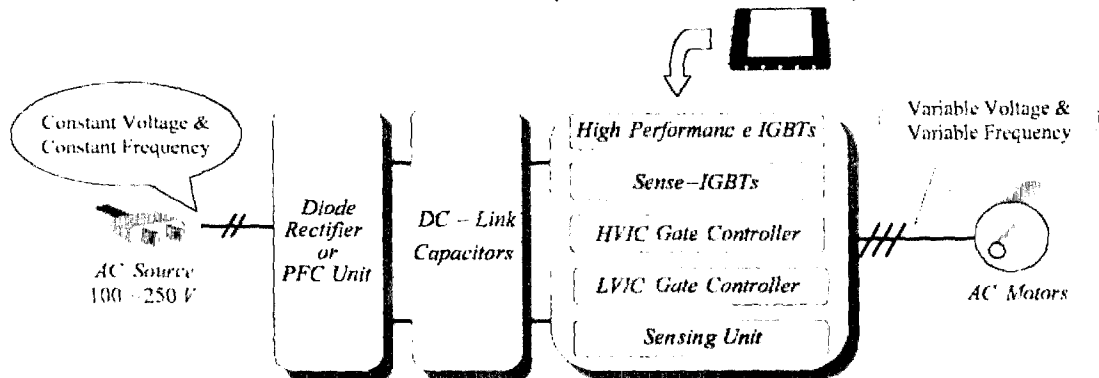 Constant Voltage &
Constant Frequency
AC Source
100 - 250 V
Diode
Rectifier
or
PFC Unit
DC - Link
Capacitors
High Performanc e IGBTs
Sense-IGBTs
HVIC Gate Controller
LVIC Gate Controller
Sensing Unit
Variable Voltage &
Variable Frequency
AC Motors